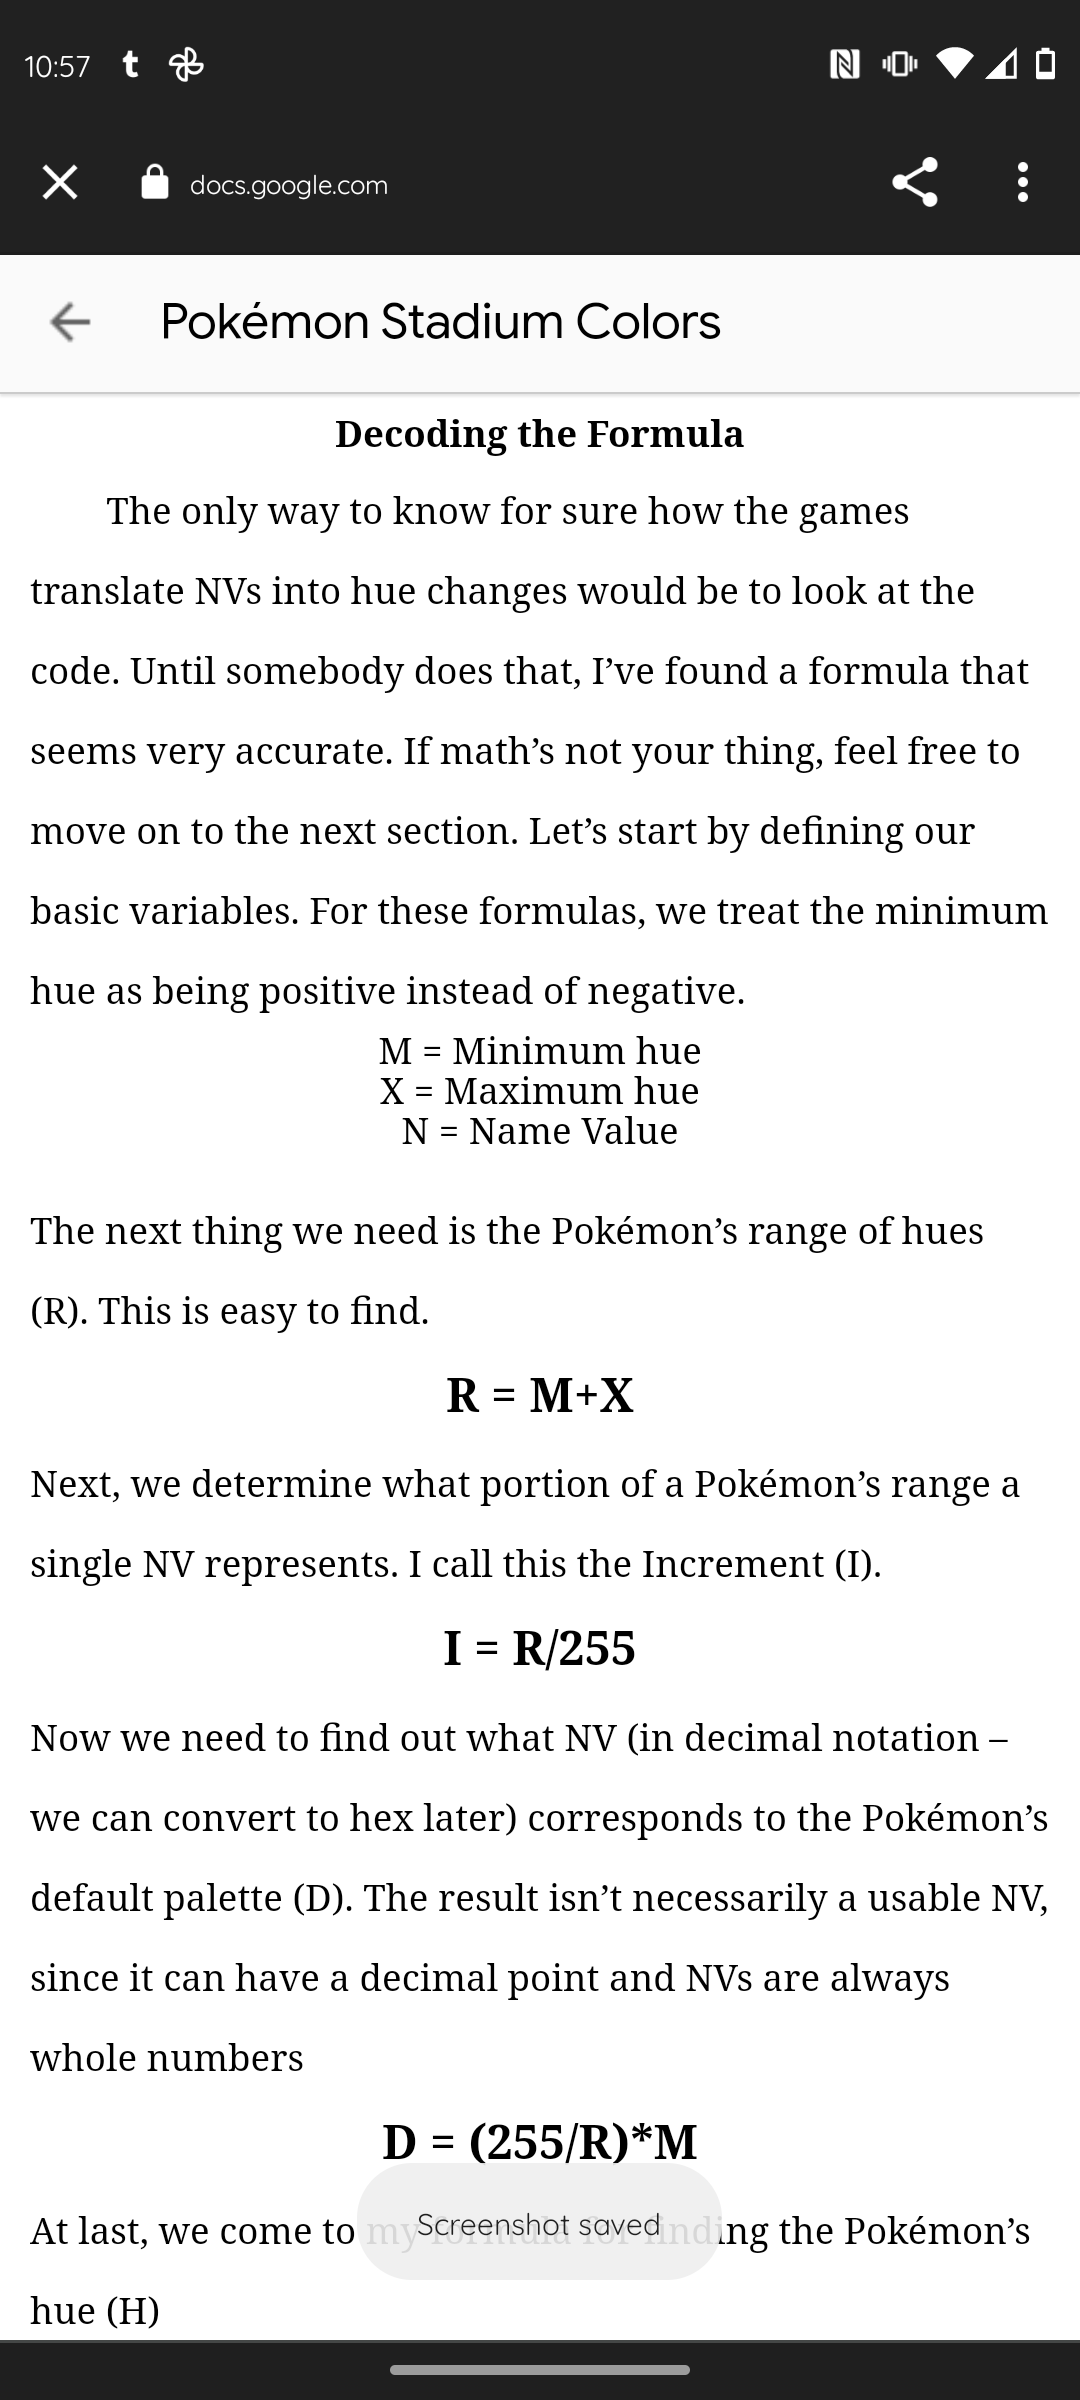 10:57
docs.google.com
Pokémon Stadium Colors
Decoding the Formula
The only way to know for sure how the games
translate NVs into hue changes would be to look at the
code. Until somebody does that, I’ve found a formula that
seems very accurate. If math’s not your thing, feel free to
move on to the next section. Let’s start by defining our
basic variables. For these formulas, we treat the minimum
hue as being positive instead of negative.
M = Minimum hue
X = Maximum hue
N = Name Value
The next thing we need is the Pokémon’s range of hues
(R). This is easy to find.
R = M+X
Next, we determine what portion of a Pokémon’s range a
single NV represents. I call this the Increment (I).
I = R/255
Now we need to find out what NV (in decimal notation –
we can convert to hex later) corresponds to the Pokémon’s
default palette (D). The result isn’t necessarily a usable NV,
since it can have a decimal point and NVs are always
whole numbers
D = (255/R)*M
At last, we come to my formula for finding the Pokémon’s
Screenshot saved
hue (H)